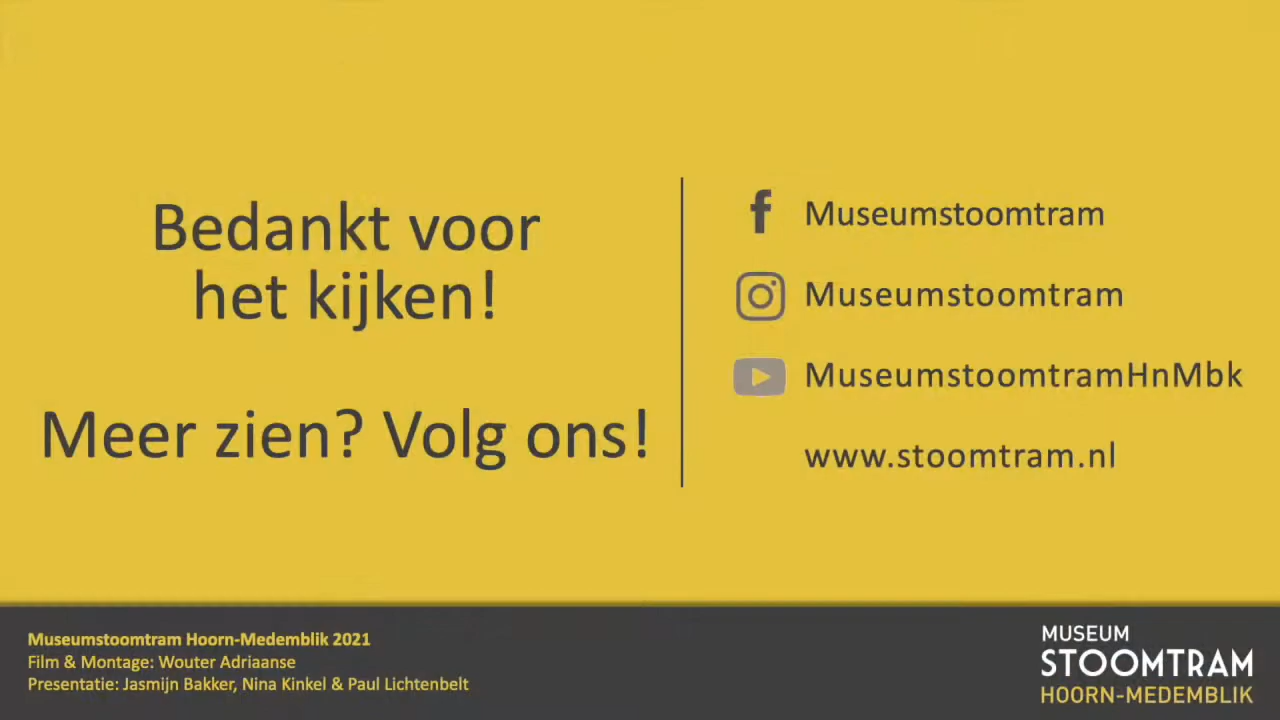 Bedankt voor
het kijken!
Meer zien? Volg ons!
Museumstoomtram
Museumstoomtram
MuseumstoomtramHnMbk
www.stoomtram.nl
Museumstoomtram Hoorn-Medemblik 2021
Film & Montage: Wouter Adriaanse
Presentatie: Jasmijn Bakker, Nina Kinkel & Paul Lichtenbelt
MUSEUM
STOOMTRAM
HOORN-MEDEMBLIK